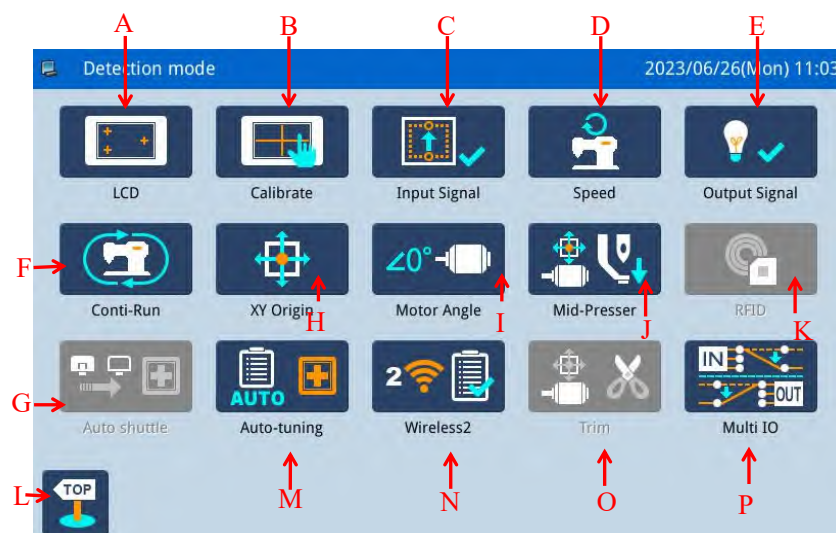 A B C D E
Detection mode 2023/06/26(Mon) 11:03
LCD Calibrate Input Signal Speed Output Signal
F ∠0°
Conti-Run XY Origin Motor Angle Mid-Presser RFID
H I J K
G AUTO 2 IN OUT
Auto shuttle Auto-tuning Wireless2 Trim Multi IO
L TOP M N O P